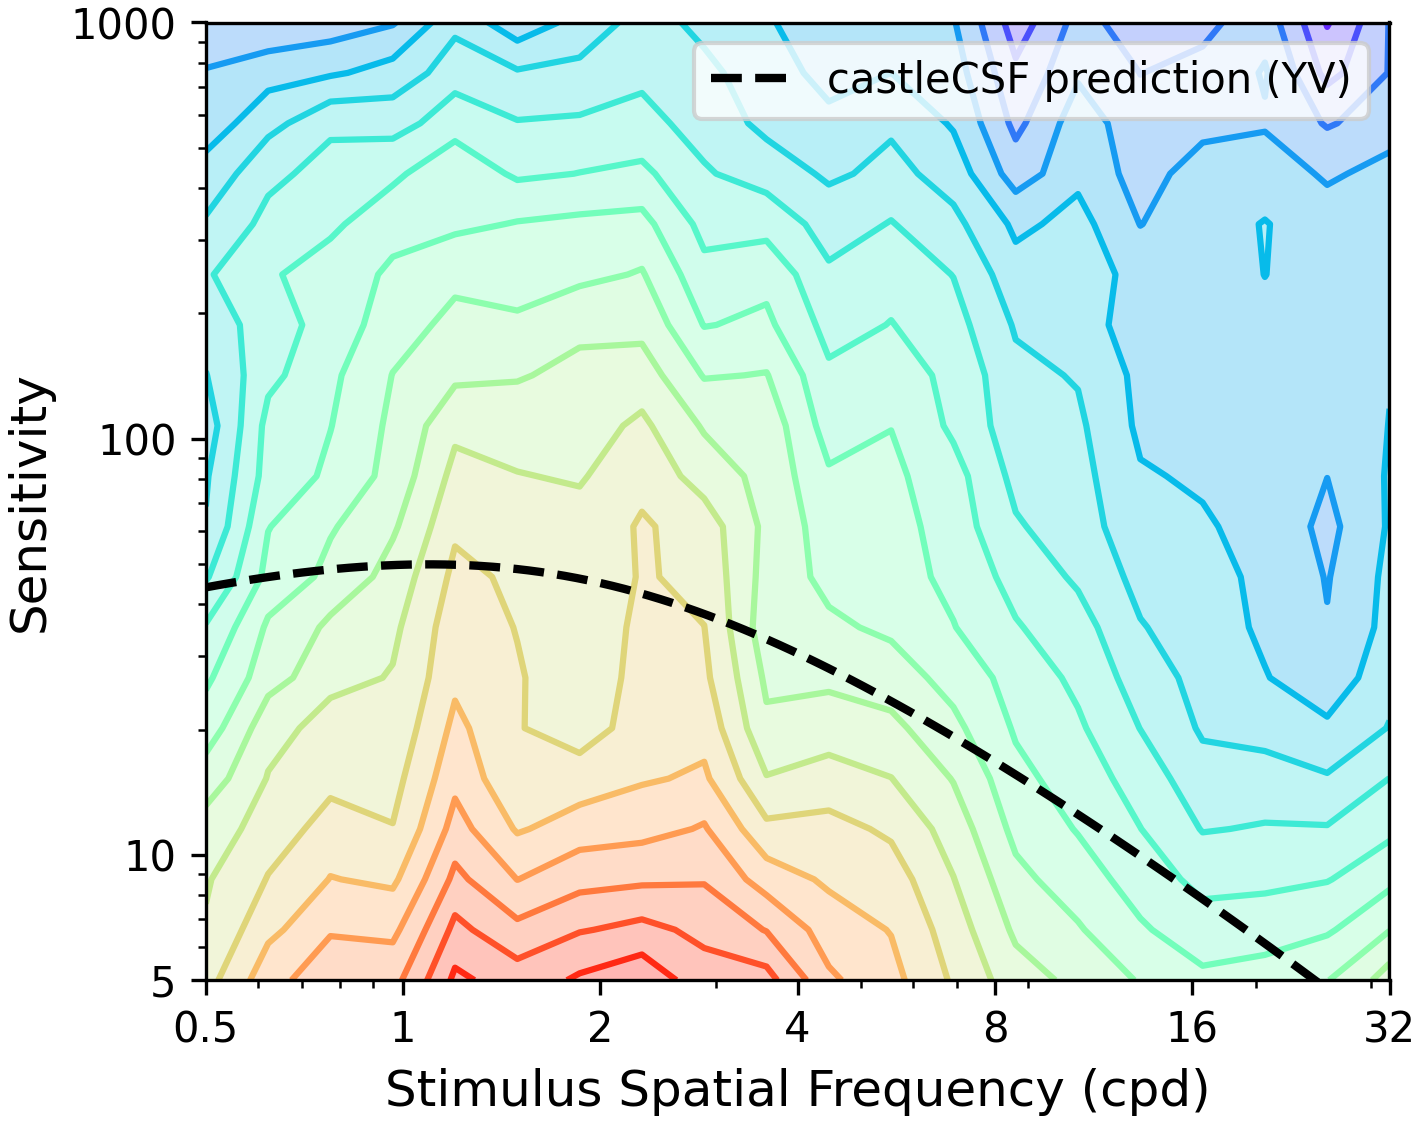 1000
100
10
5
Sensitivity
castleCSF prediction (YV)
0.5 1 2 4 8 16 32
Stimulus Spatial Frequency (cpd)